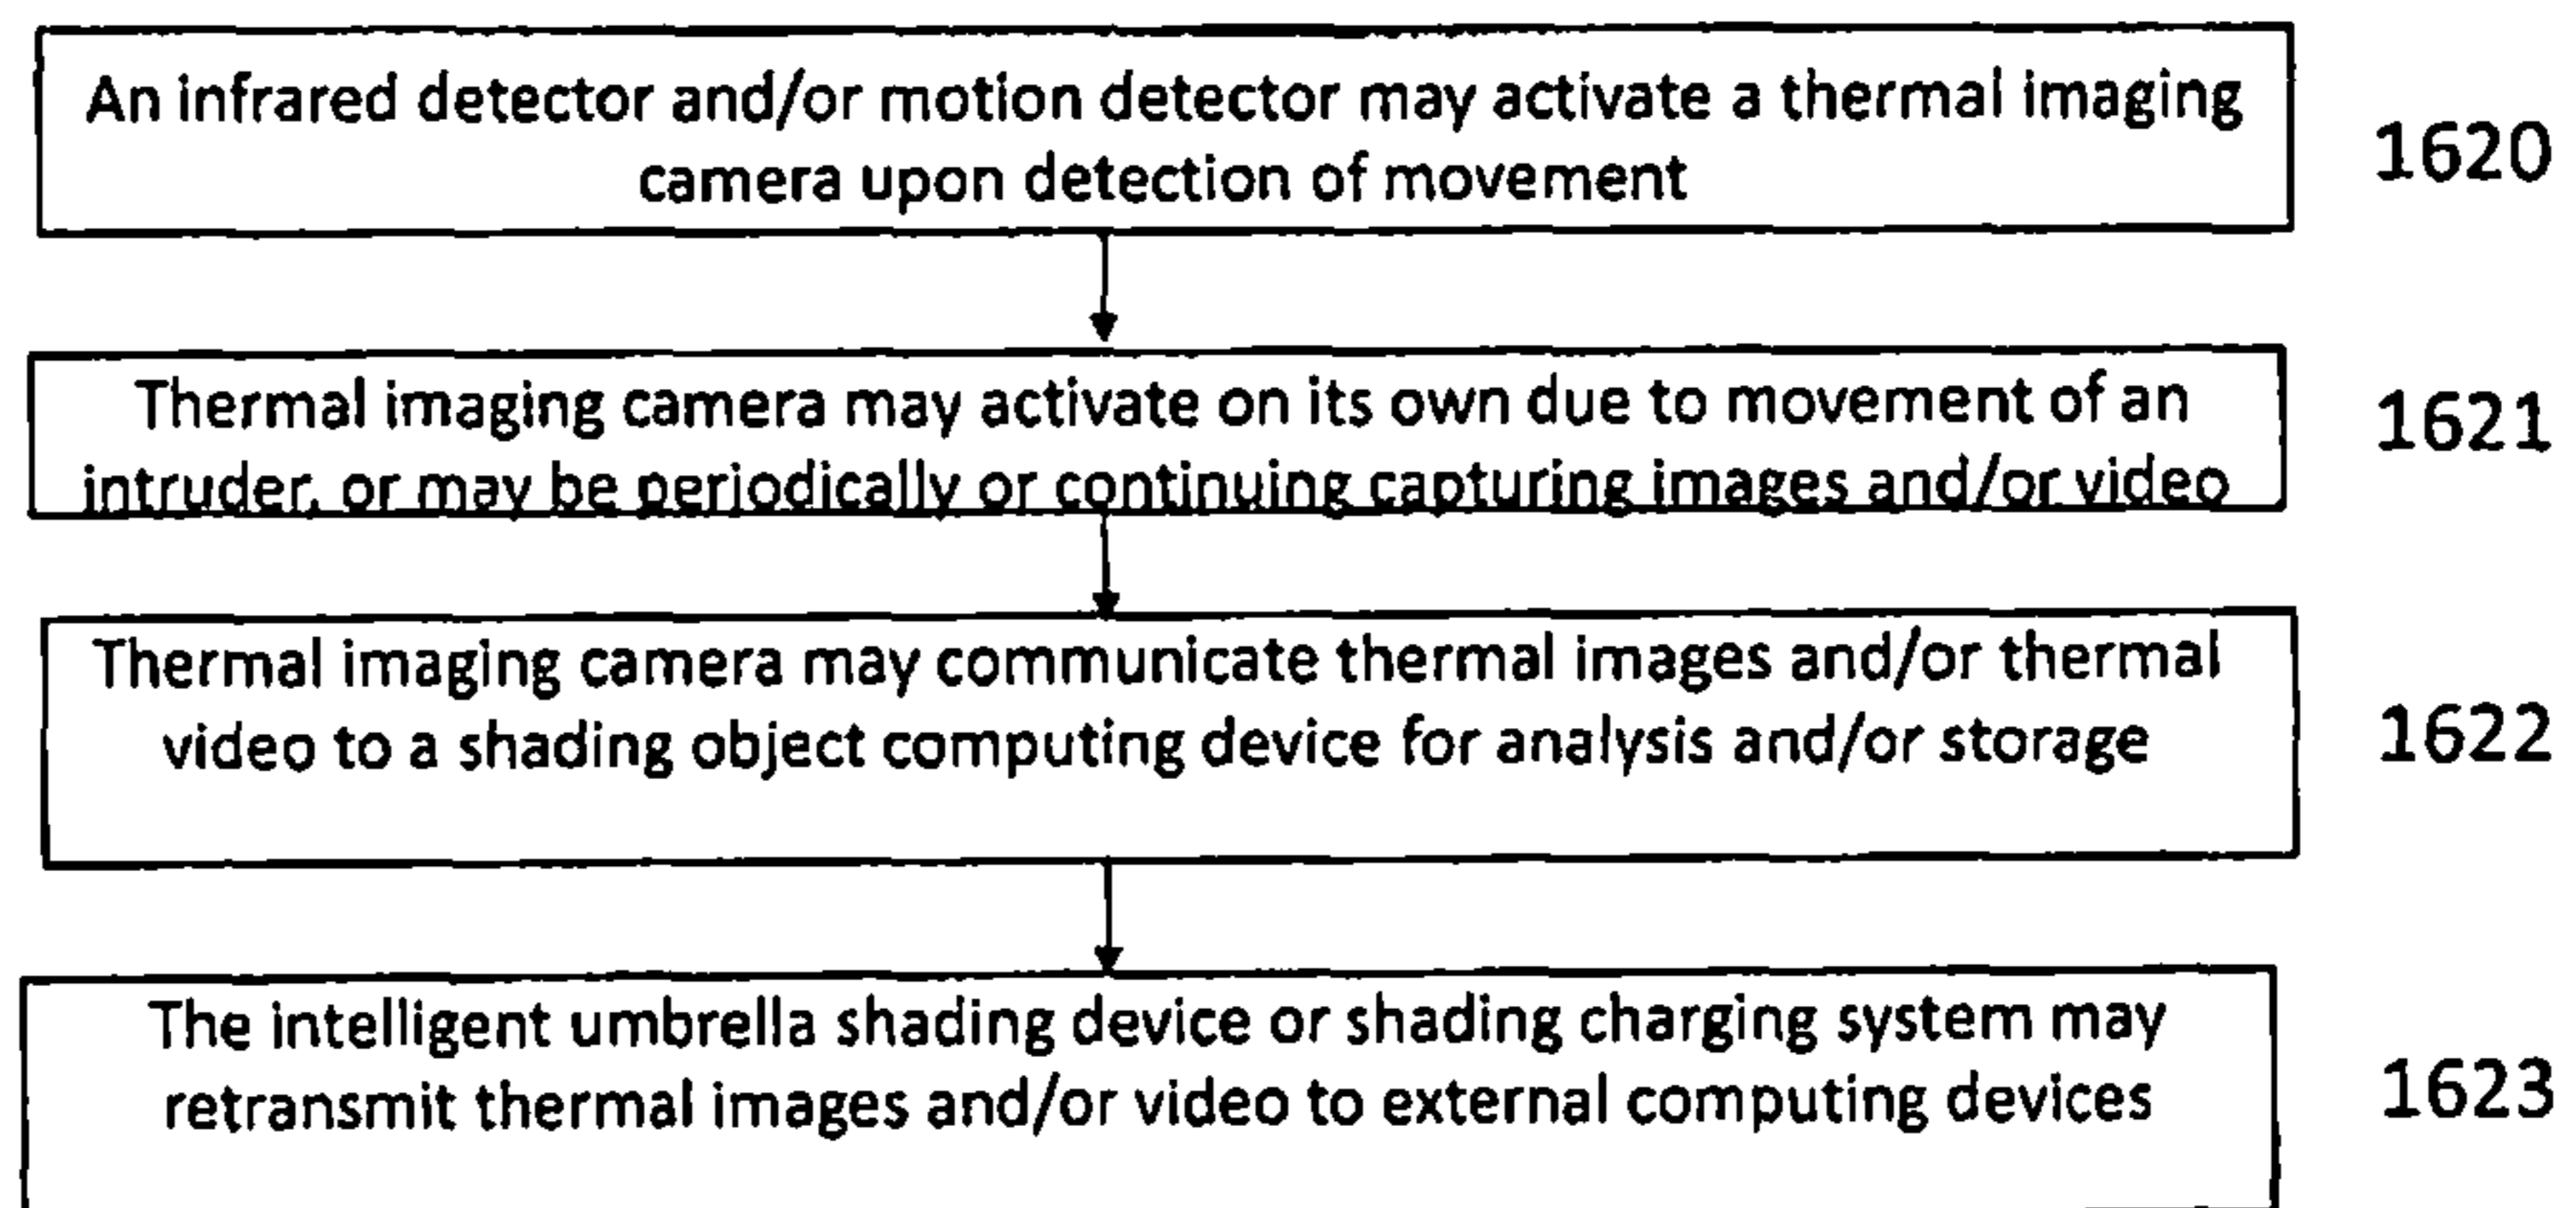 An infrared detector and/or motion detector may activate a thermal imaging
camera upon detection of movement
1620
Thermal imaging camera may activate on its own due to movement of an
intruder, or may be periodically or continuing capturing images and/or video
1621
Thermal imaging camera may communicate thermal images and/or thermal
video to a shading object computing device for analysis and/or storage
1622
The intelligent umbrella shading device or shading charging system may
retransmit thermal images and/or video to external computing devices
1623